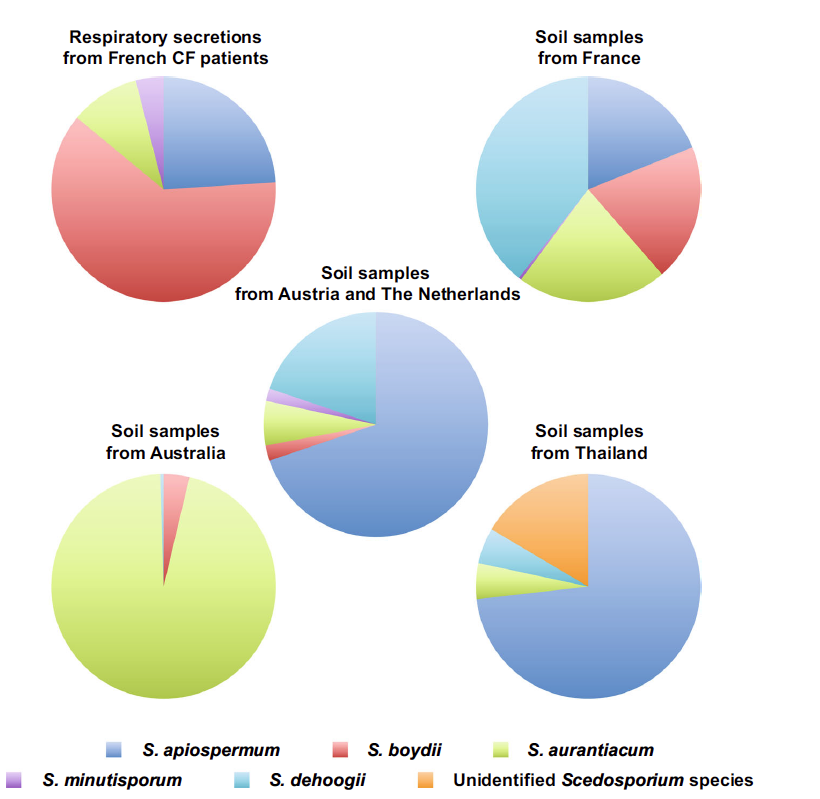 Respiratory secretions
from French CF patients
Soil samples
from France
Soil samples
from Austria and The Netherlands
Soil samples
from Australia
Soil samples
from Thailand
S. apiospermum
S. boydii
S. aurantiacum
S. minutisporum
S. dehoogii
Unidentified Scedosporium species